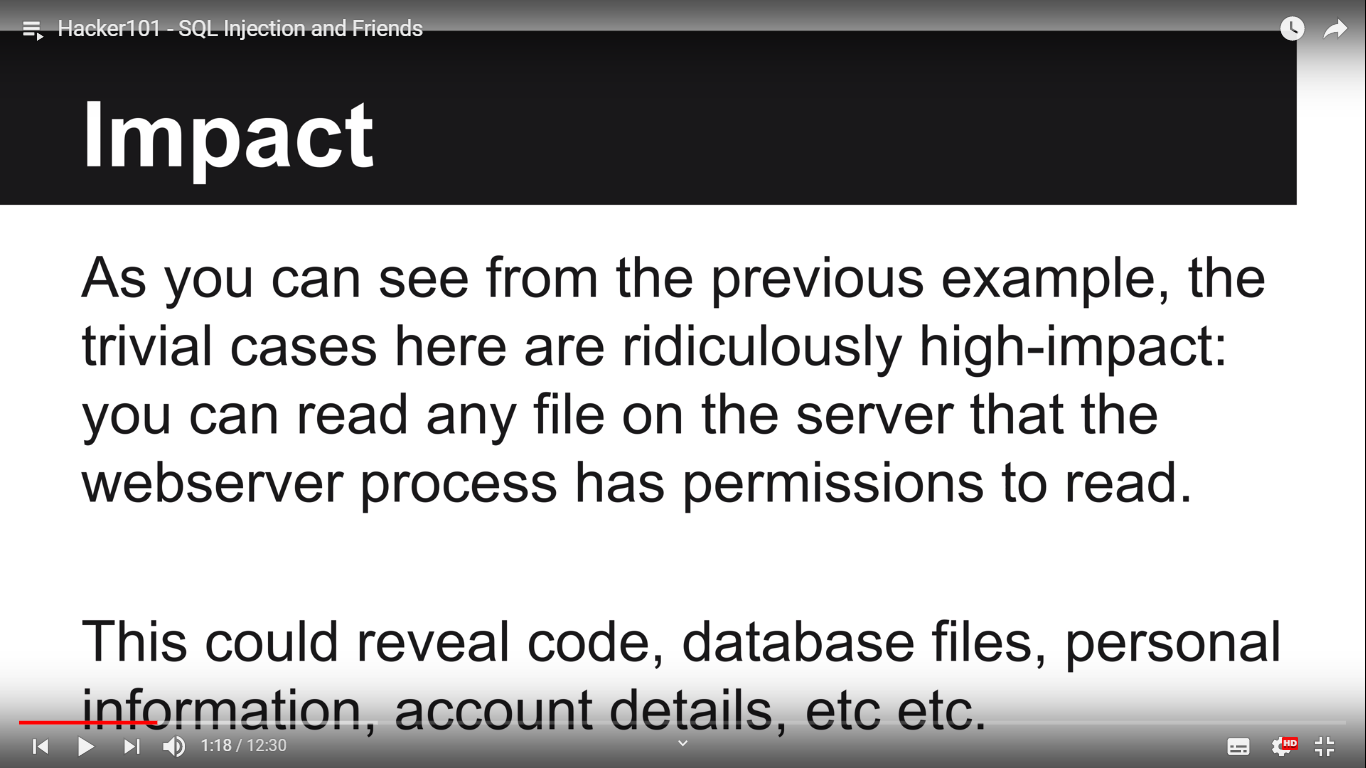 Hacker101 - SQL Injection and Friends
Impact
As you can see from the previous example, the
trivial cases here are ridiculously high-impact:
you can read any file on the server that the
webserver process has permissions to read.
This could reveal code, database files, personal
information, account details, etc etc.
1:18 / 12:30
HD